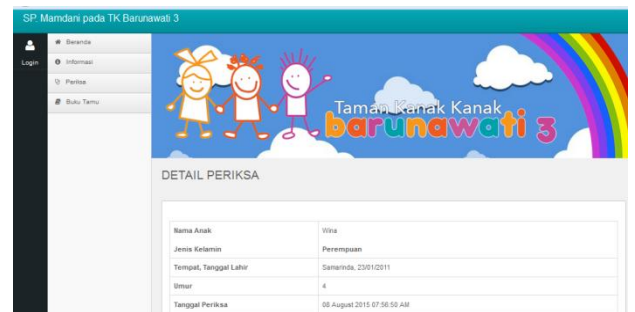 SP. Mamdani pada TK Barunawati 3
Login
Beranda
Informasi
Periksa
Buku Tamu
Taman Kanak Kanak
barunawati 3
DETAIL PERIKSA
Nama Anak Wina
Jenis Kelamin Perempuan
Tempat, Tanggal Lahir Samarinda, 23/01/2011
Umur 4
Tanggal Periksa 08 August 2015 07:56:58 AM